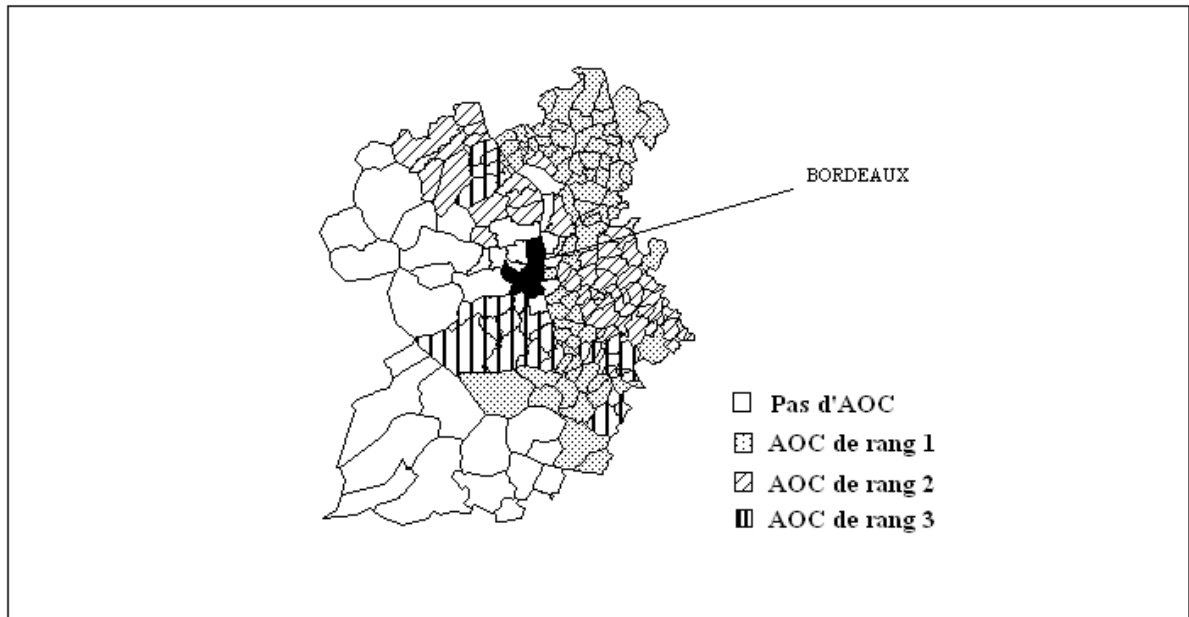 BORDEAUX
Pas d'AOC
AOC de rang 1
AOC de rang 2
AOC de rang 3